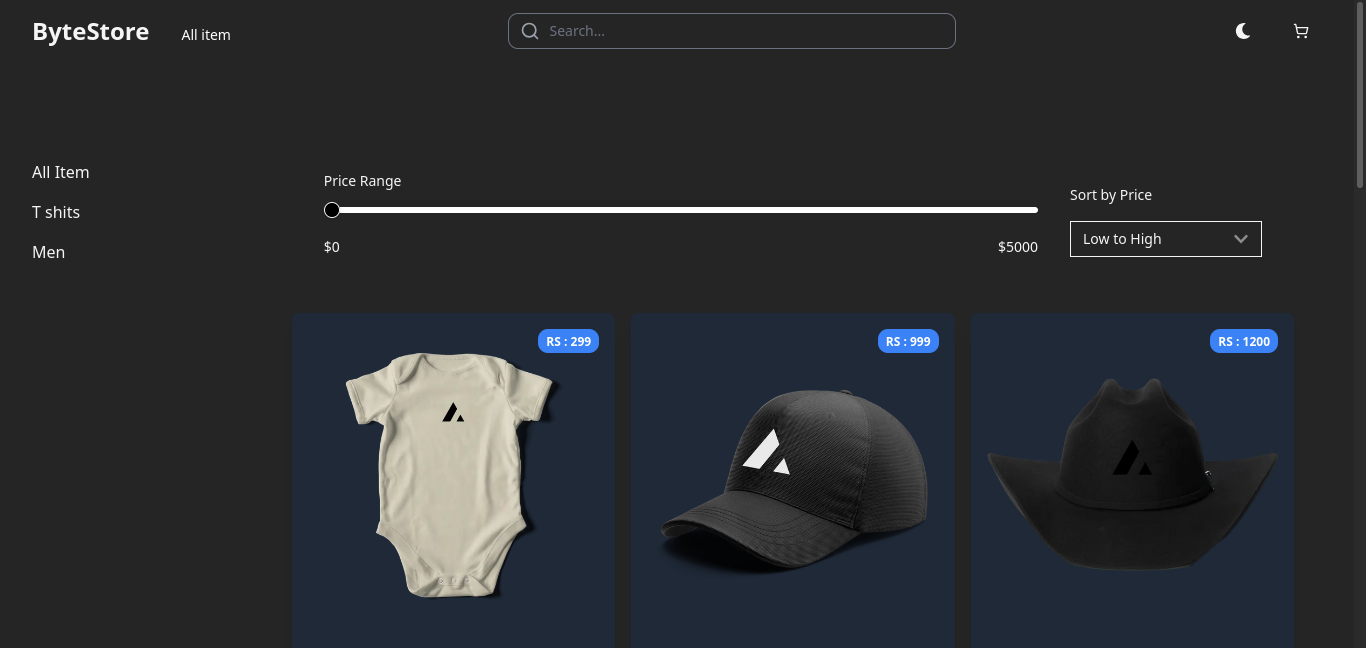 ByteStore
All item
Search...
All Item
T shits
Men
Price Range
$0
$5000
Sort by Price
Low to High
RS : 299
RS : 999
RS : 1200